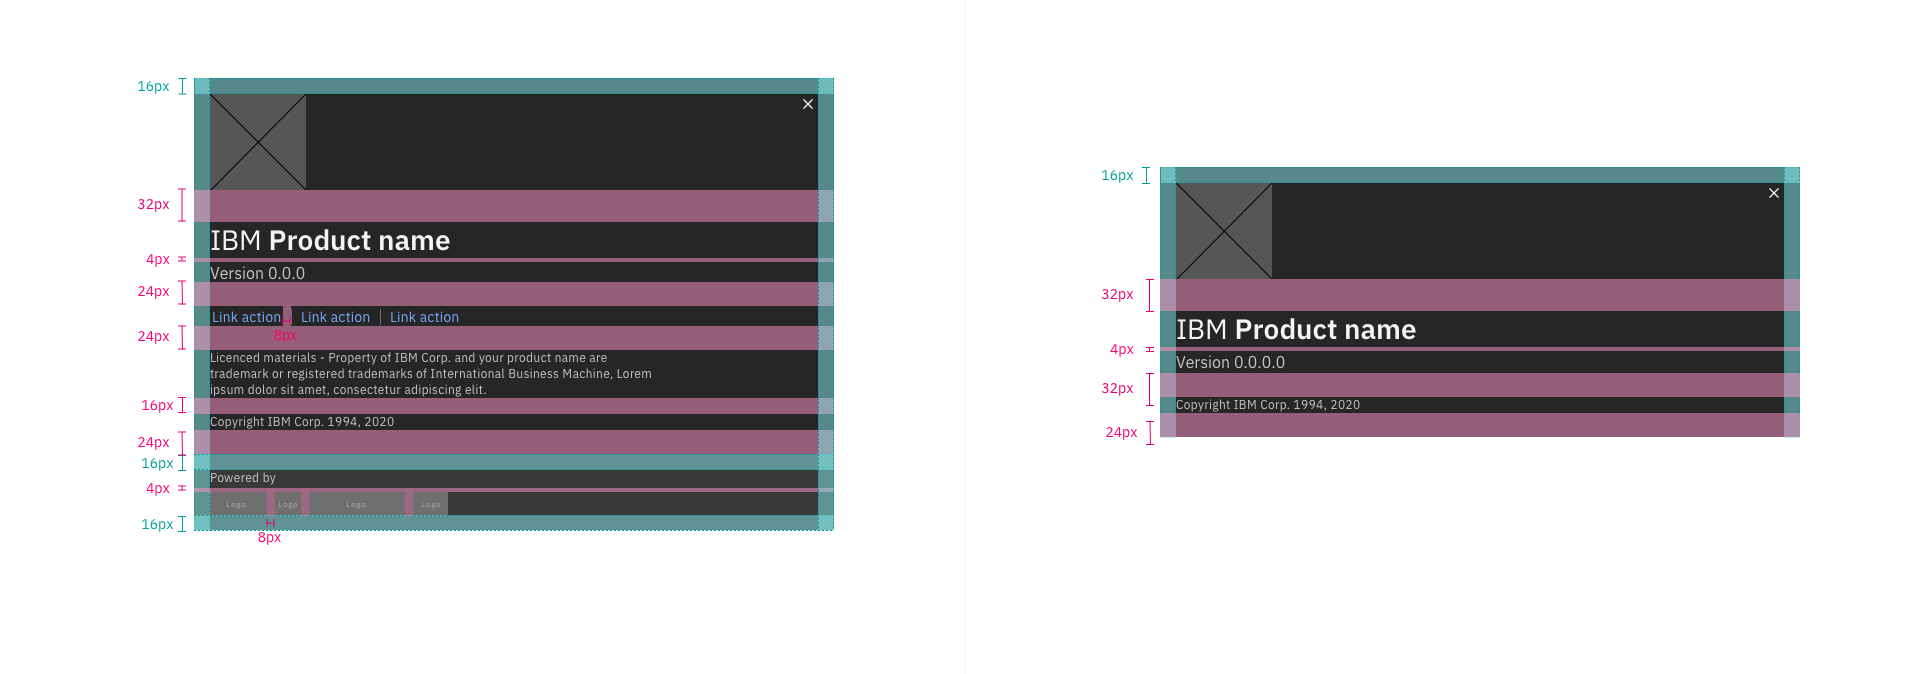 16px
32px
IBM Product name
4px
Version 0.0.0
24px
Link action Link action Link action
8px
24px
Licenced materials - Property of IBM Corp. and your product name are
trademark or registered trademarks of International Business Machine, Lorem
ipsum dolor sit amet, consectetur adipiscing elit.
16px
Copyright IBM Corp. 1994, 2020
24px
16px
Powered by
4px
Logo Logo Logo Logo
16px
8px
16px
32px
IBM Product name
4px
Version 0.0.0.0
32px
Copyright IBM Corp. 1994, 2020
24px